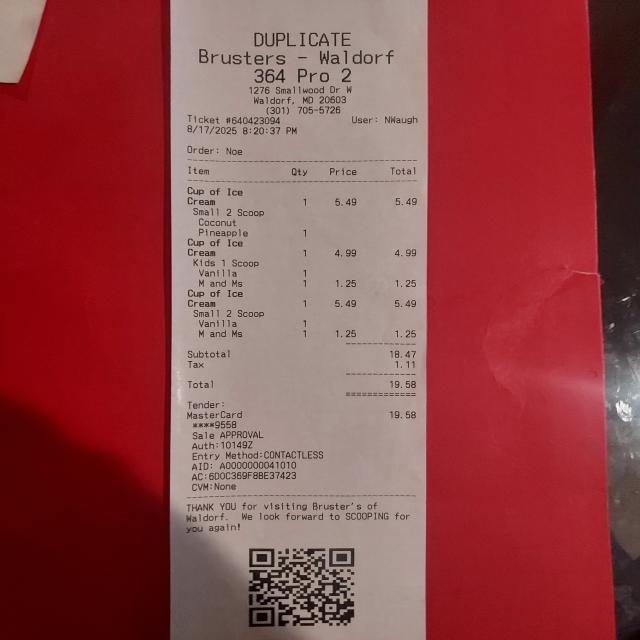 DUPLICATE
Brusters - Waldorf
364 Pro 2
1276 Smallwood Dr W
Waldorf, MD 20603
(301) 705-5726
Ticket #640423094 User: NWaugh
8/17/2025 8:20:37 PM
Order: Noe
Item Qty Price Total
Cup of Ice
Cream 1 5.49 5.49
Small 2 Scoop
Coconut
Pineapple 1
Cup of Ice
Cream 1 4.99 4.99
Kids 1 Scoop
Vanilla 1
M and Ms 1 1.25 1.25
Cup of Ice
Cream 1 5.49 5.49
Small 2 Scoop
Vanilla 1
M and Ms 1 1.25 1.25
Subtotal 18.47
Tax 1.11
Total 19.58
Tender:
MasterCard 19.58
****9558
Sale APPROVAL
Auth:10149Z
Entry Method:CONTACTLESS
AID: A0000000041010
AC:6D0C369F8BE37423
CVM:None
THANK YOU for visiting Bruster's of
Waldorf. We look forward to SCOOPING for
you again!